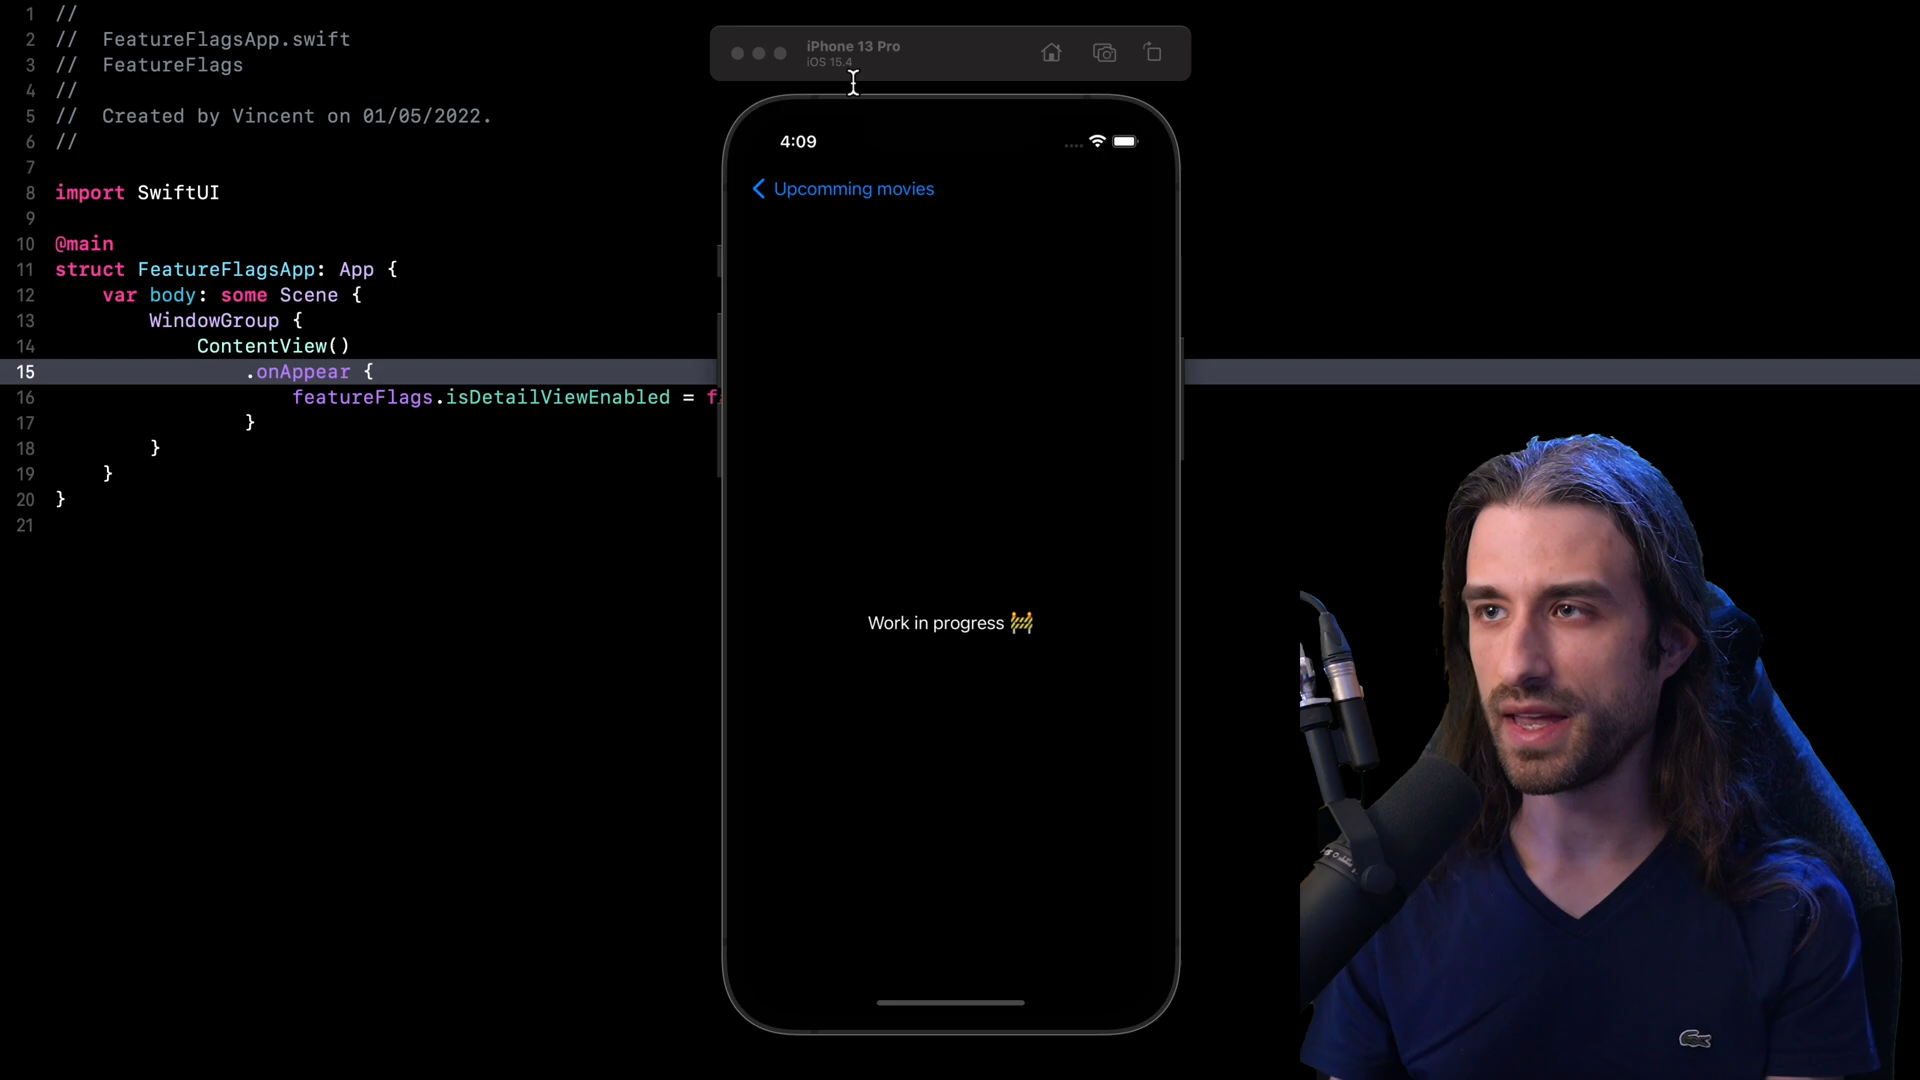 1 //
2 //  FeatureFlagsApp.swift
3 //  FeatureFlags
4 //
5 //  Created by Vincent on 01/05/2022.
6 //
7
8 import SwiftUI
9
10 @main
11 struct FeatureFlagsApp: App {
12     var body: some Scene {
13         WindowGroup {
14             ContentView()
15                 .onAppear {
16                     featureFlags.isDetailViewEnabled = f
17                 }
18         }
19     }
20 }
21
iPhone 13 Pro
iOS 15.4
4:09
Upcomming movies
Work in progress 🚧